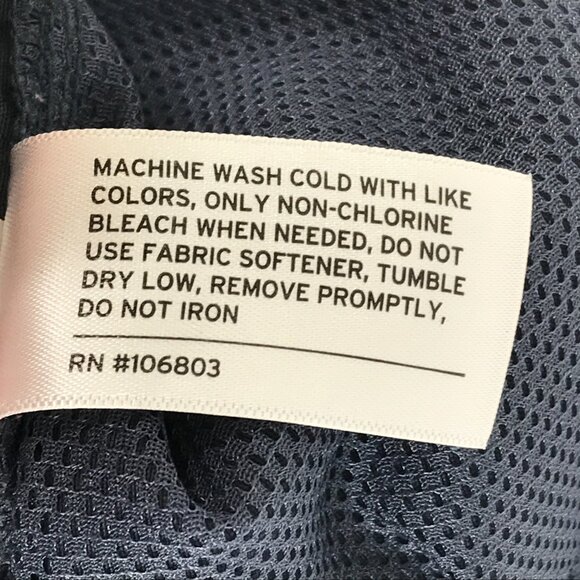 MACHINE WASH COLD WITH LIKE
COLORS, ONLY NON-CHLORINE
BLEACH WHEN NEEDED, DO NOT
USE FABRIC SOFTENER, TUMBLE
DRY LOW, REMOVE PROMPTLY,
DO NOT IRON
RN #106803